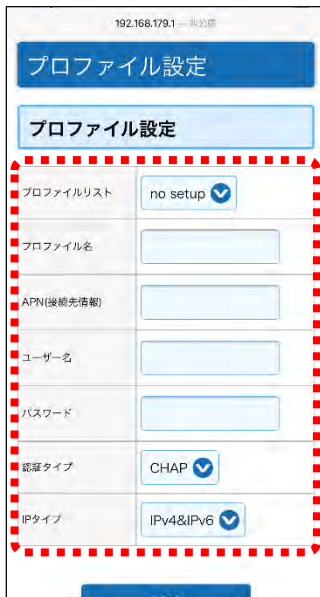 192.168.179.1 — 非公開
プロファイル設定
プロファイル設定
プロファイルリスト no setup
プロファイル名
APN(接続先情報)
ユーザー名
パスワード
認証タイプ CHAP
IPタイプ IPv4&IPv6